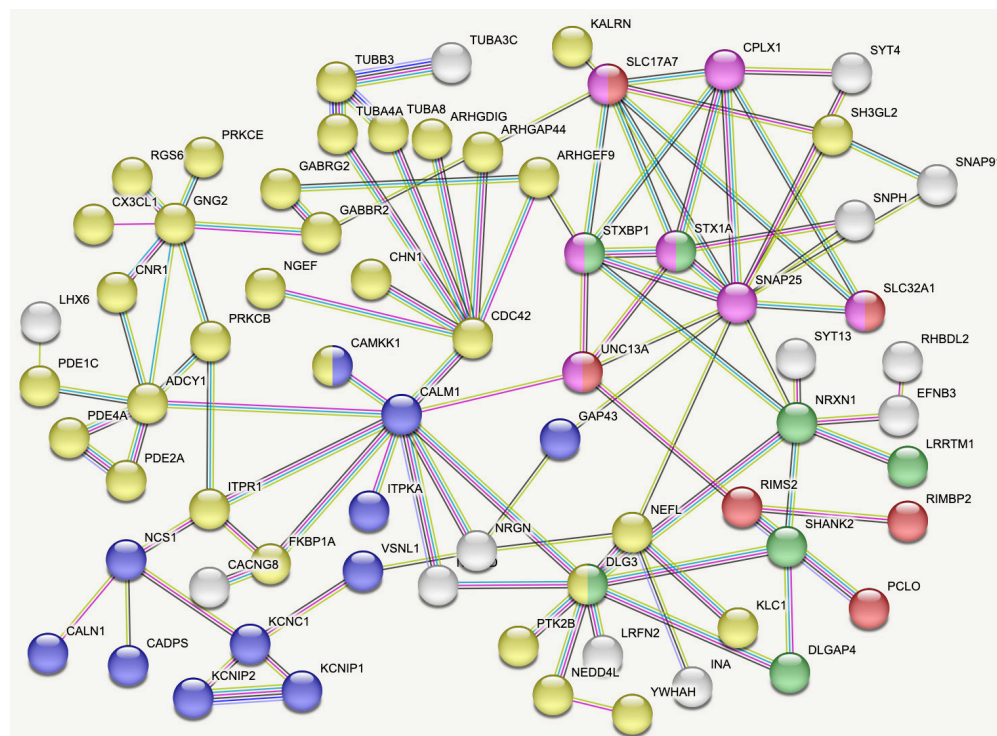 KALRN
TUBA3C
CPLX1
SYT4
TUBB3
SLC17A7
SH3GL2
TUBA4A
TUBA8
ARHGDIG
ARHGAP44
PRKCE
RGS6
GABRG2
ARHGEF9
SNAP9
CX3CL1
GNG2
GABBR2
SNPH
STXBP1
STX1A
NGEF
CHN1
CNR1
SNAP25
SLC32A1
LHX6
PRKCB
CDC42
SYT13
RHBDL2
CAMKK1
UNC13A
PDE1C
ADCY1
CALM1
EFNB3
NRXN1
GAP43
PDE4A
LRRTM1
PDE2A
ITPKA
RIMS2
RIMBP2
ITPR1
NEFL
NRGN
SHANK2
NCS1
FKBP1A
VSNL1
CACNG8
DLG3
PCLO
KLC1
CALN1
CADPS
KCNC1
PTK2B
LRFN2
DLGAP4
KCNIP2
KCNIP1
NEDD4L
INA
YWHAH